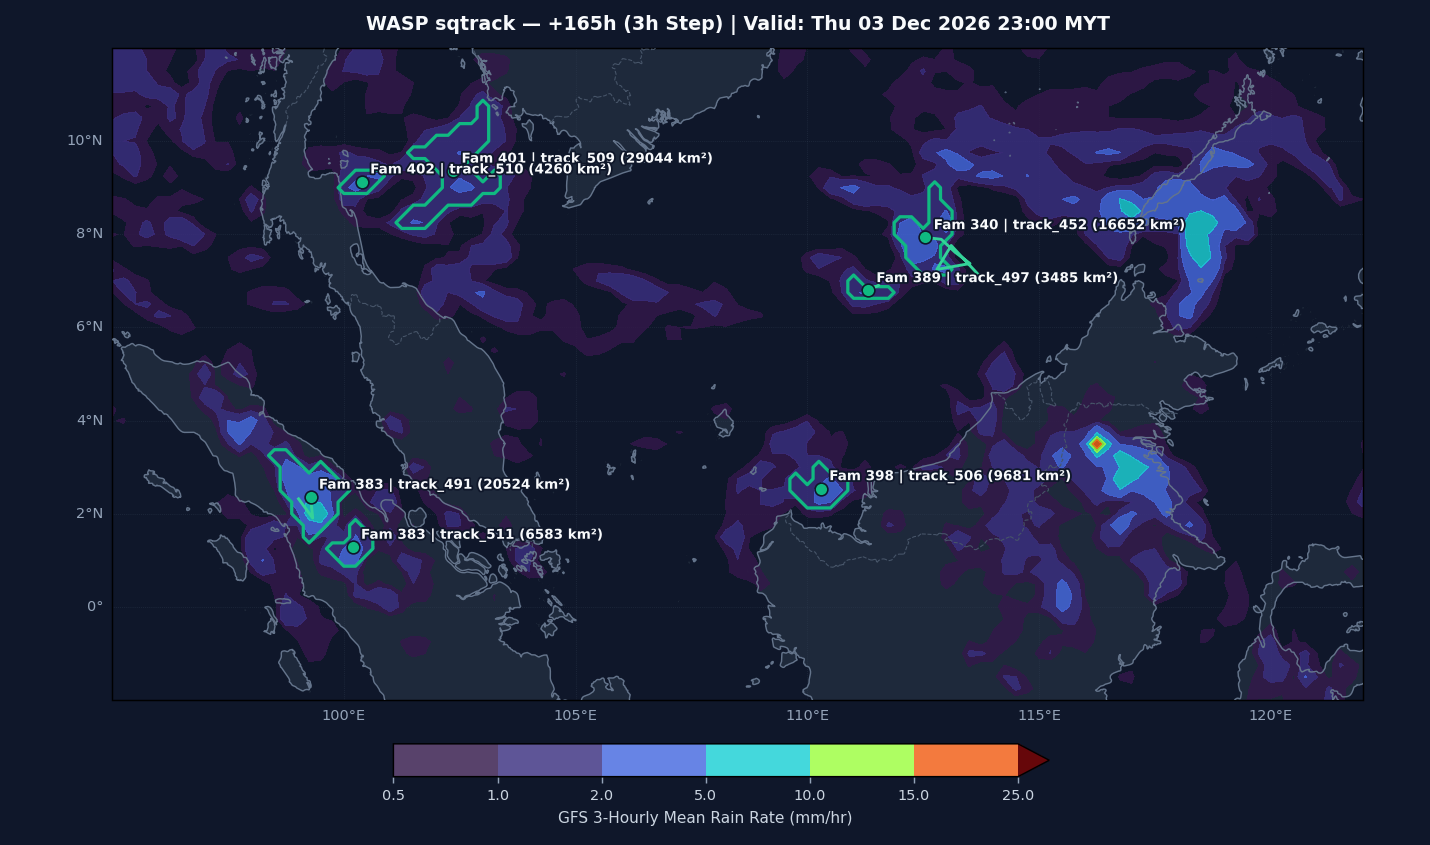 WASP sqtrack — +165h (3h Step) | Valid: Thu 03 Dec 2026 23:00 MYT
10°N
8°N
6°N
4°N
2°N
0°
Fam 401 | track_509 (29044 km²)
Fam 402 | track_510 (4260 km²)
Fam 340 | track_452 (16652 km²)
Fam 389 | track_497 (3485 km²)
Fam 398 | track_506 (9681 km²)
Fam 383 | track_491 (20524 km²)
Fam 383 | track_511 (6583 km²)
100°E 105°E 110°E 115°E 120°E
0.5 1.0 2.0 5.0 10.0 15.0 25.0
GFS 3-Hourly Mean Rain Rate (mm/hr)